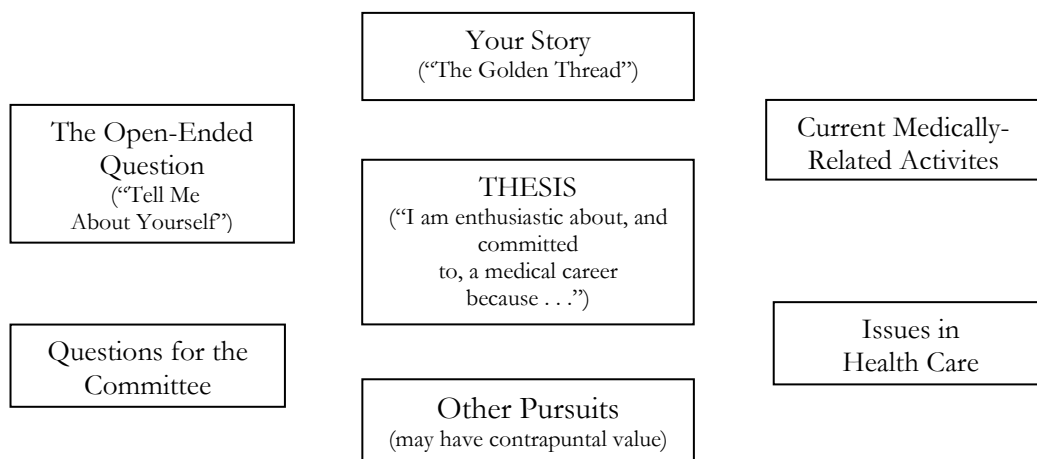 Your Story
(“The Golden Thread”)
The Open-Ended
Question
(“Tell Me
About Yourself”)
THESIS
(“I am enthusiastic about, and
committed
to, a medical career
because . . .”)
Current Medically-
Related Activites
Questions for the
Committee
Other Pursuits
(may have contrapuntal value)
Issues in
Health Care